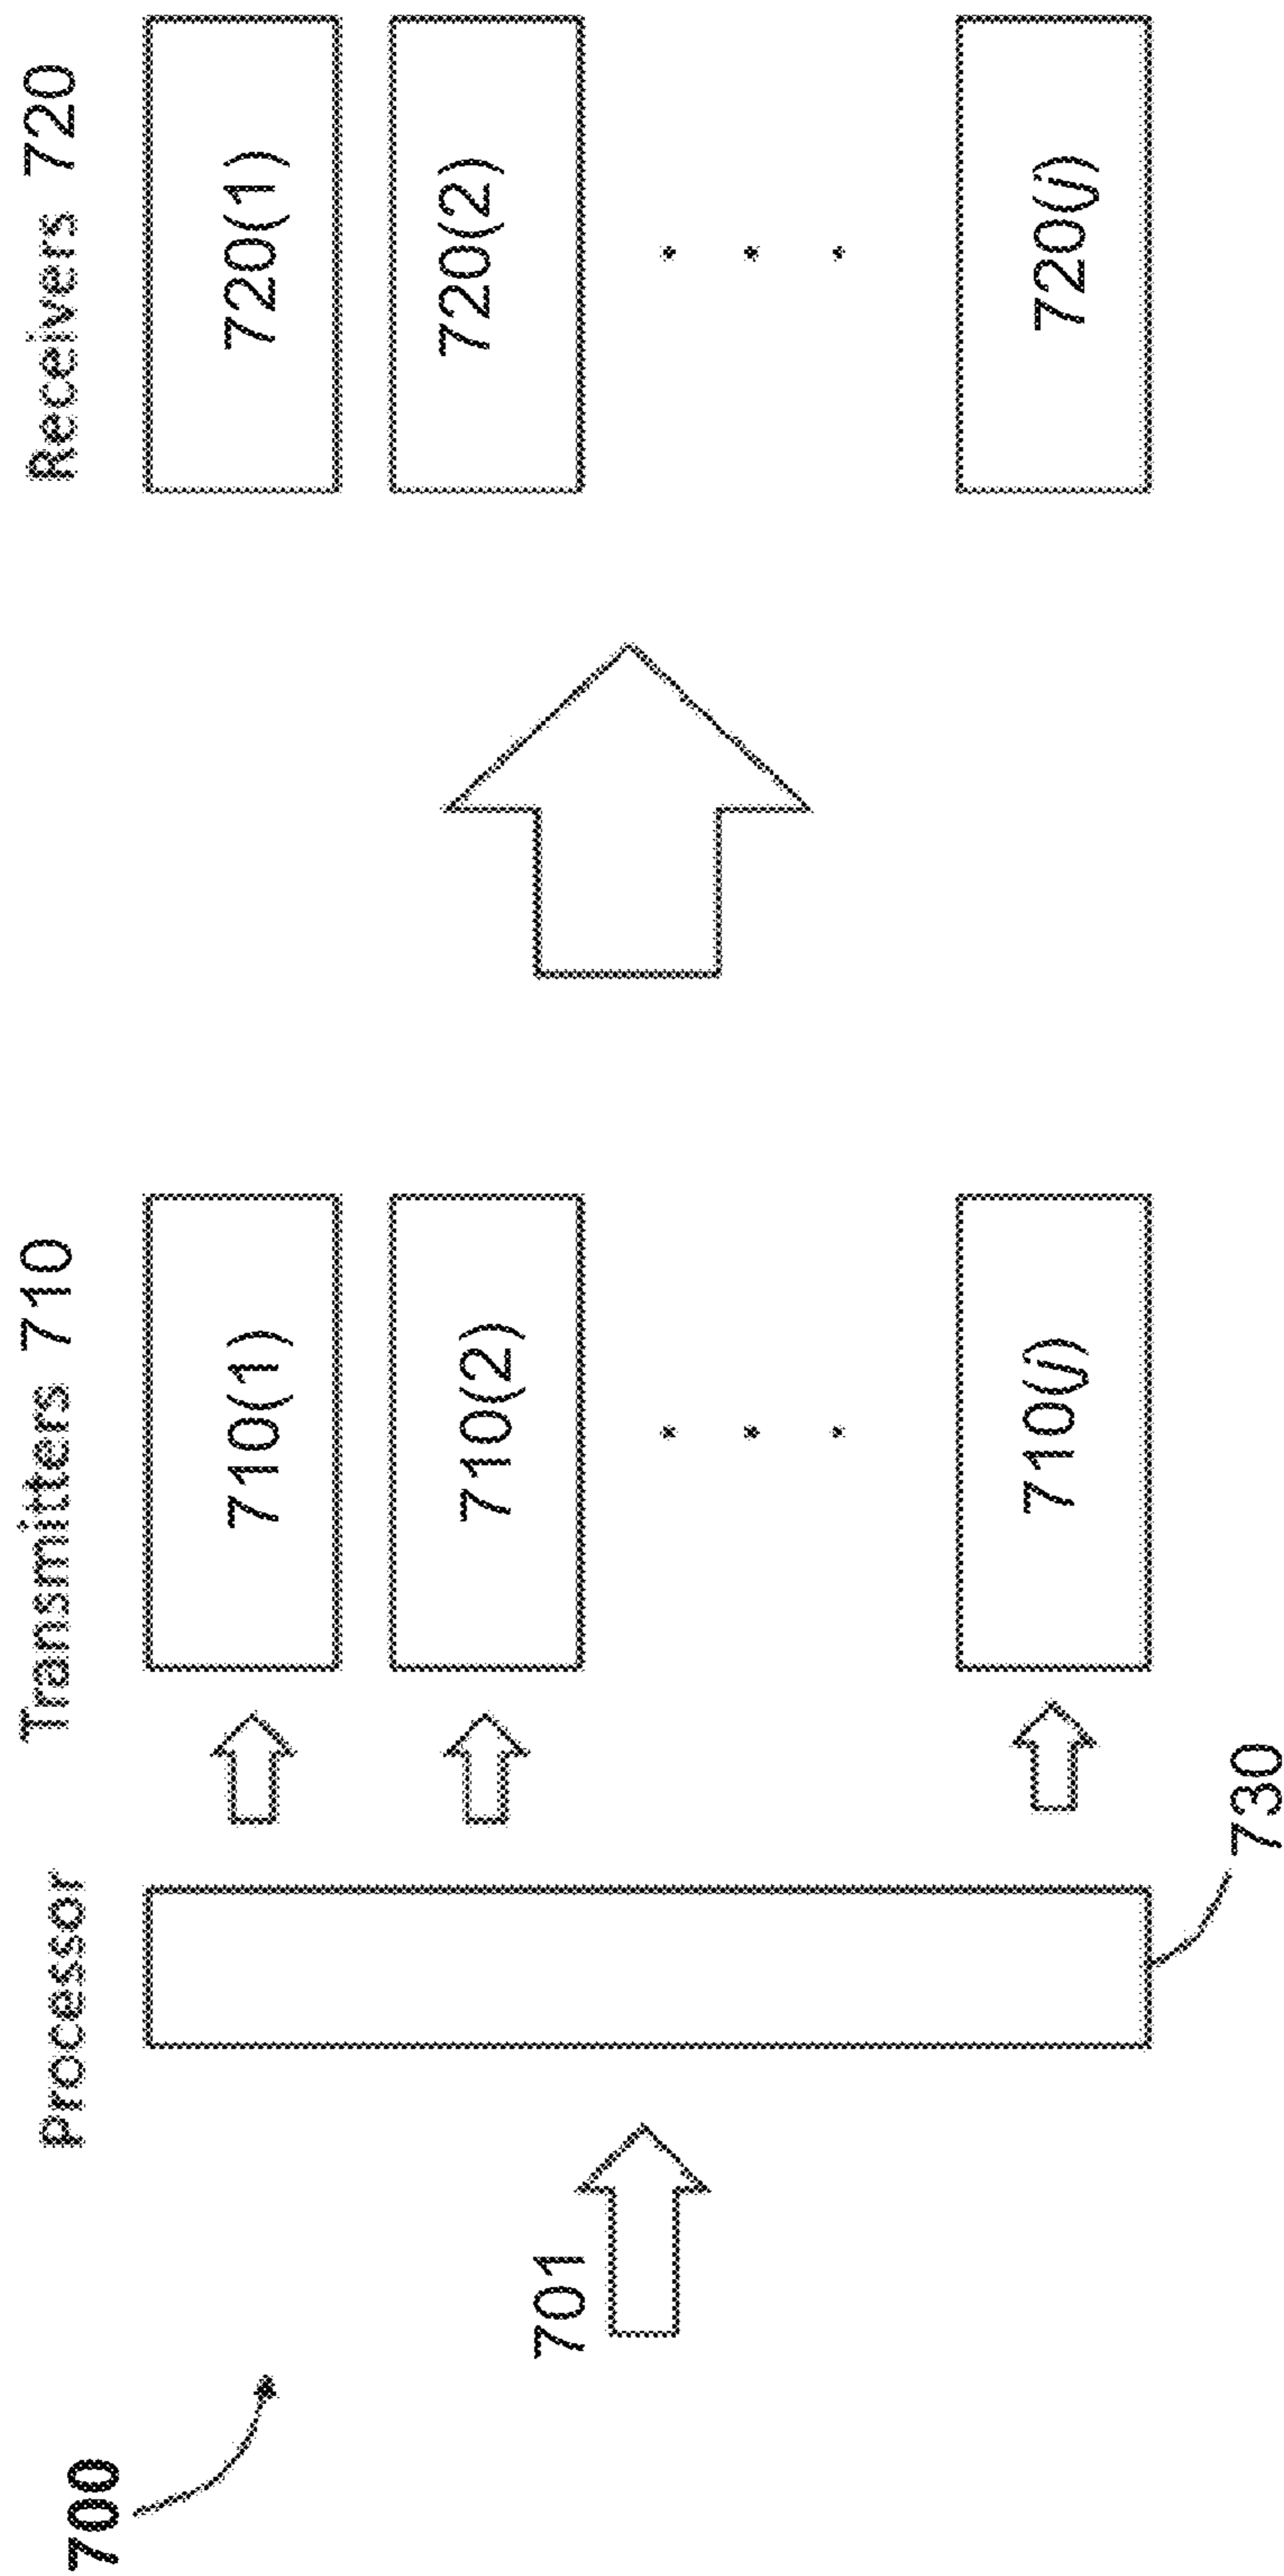 700
701
Processor
730
Transmitters 710
710(1)
710(2)
710(j)
Receivers 720
720(1)
720(2)
720(j)